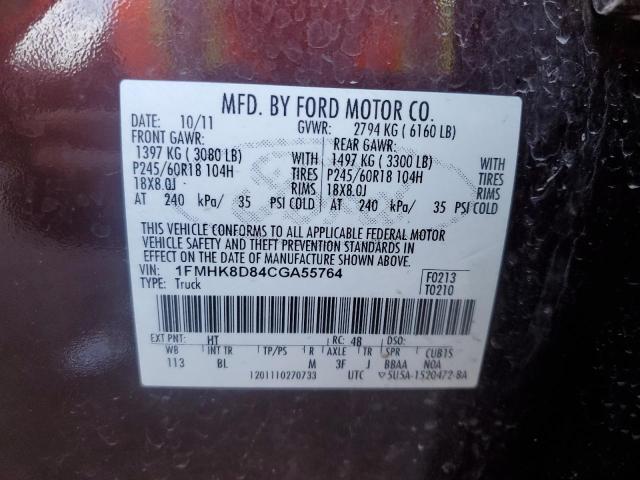 MFD. BY FORD MOTOR CO.
DATE: 10/11 GVWR: 2794 KG ( 6160 LB)
FRONT GAWR: REAR GAWR:
1397 KG ( 3080 LB) WITH 1497 KG ( 3300 LB) WITH
P245/60R18 104H TIRES P245/60R18 104H TIRES
18X8.0J RIMS 18X8.0J RIMS
AT 240 kPa/ 35 PSI COLD AT 240 kPa/ 35 PSI COLD
THIS VEHICLE CONFORMS TO ALL APPLICABLE FEDERAL MOTOR
VEHICLE SAFETY AND THEFT PREVENTION STANDARDS IN
EFFECT ON THE DATE OF MANUFACTURE SHOWN ABOVE.
VIN: 1FMHK8D84CGA55764 F0213
TYPE: Truck T0210
EXT PNT: HT RC: 48 DSO:
WB INT TR TP/PS R AXLE TR SPR CUBTS
113 BL M 3F J BBAA NOA
1201110270733 UTC ▽5U5A-1520472-BA